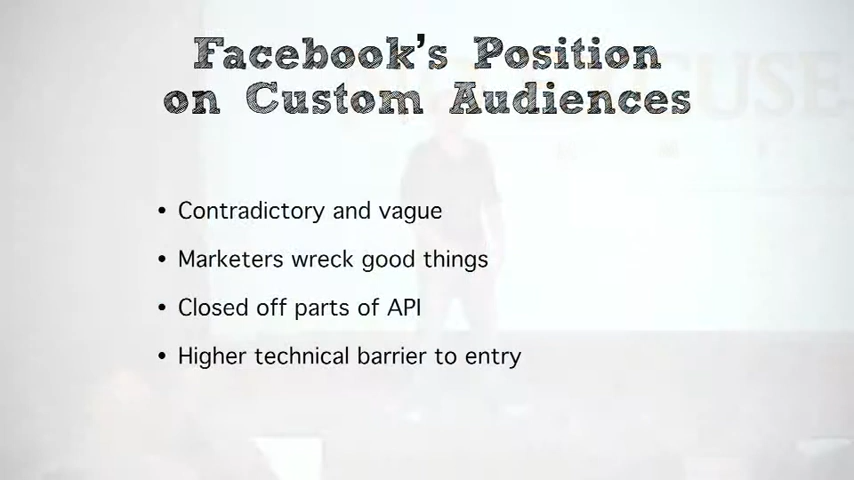 Facebook's Position
on Custom Audiences
• Contradictory and vague
• Marketers wreck good things
• Closed off parts of API
• Higher technical barrier to entry